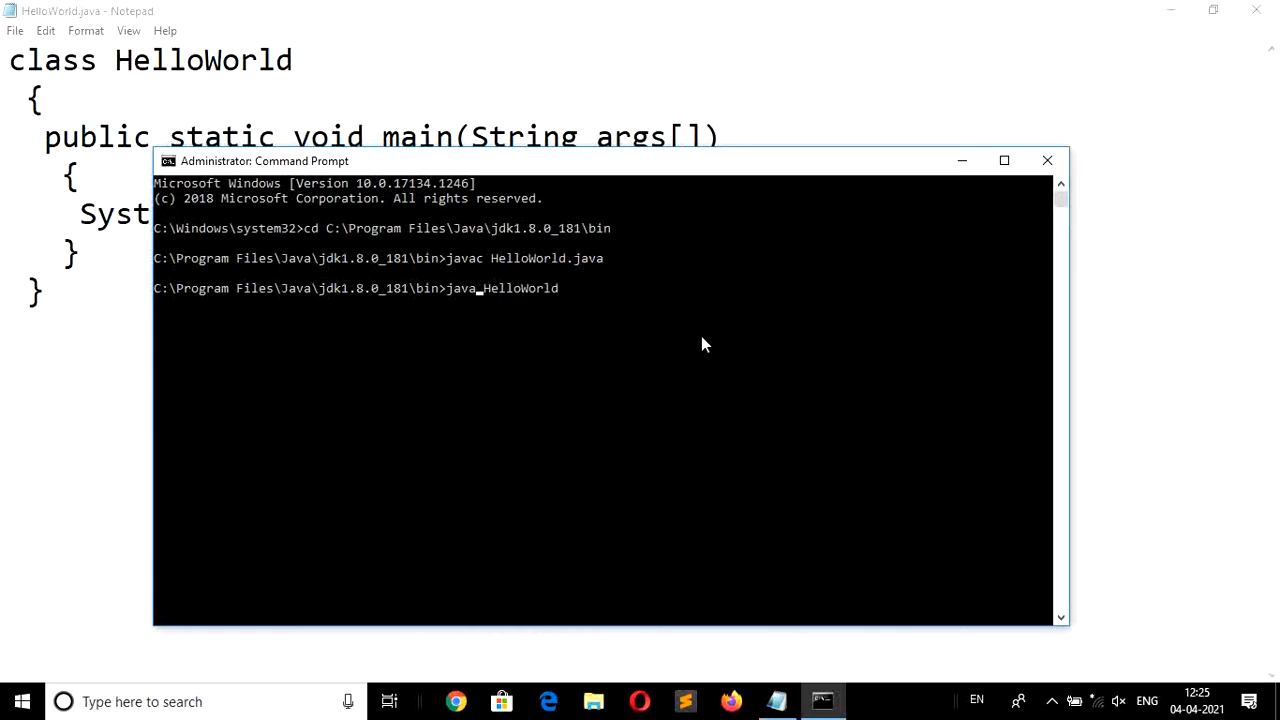 HelloWorld.java - Notepad
File Edit Format View Help
class HelloWorld
{
public static void main(String args[])
{
Syst
}
}
Administrator: Command Prompt
Microsoft Windows [Version 10.0.17134.1246]
(c) 2018 Microsoft Corporation. All rights reserved.
C:\Windows\system32>cd C:\Program Files\Java\jdk1.8.0_181\bin
C:\Program Files\Java\jdk1.8.0_181\bin>javac HelloWorld.java
C:\Program Files\Java\jdk1.8.0_181\bin>java HelloWorld
Type here to search
EN
ENG
12:25
04-04-2021